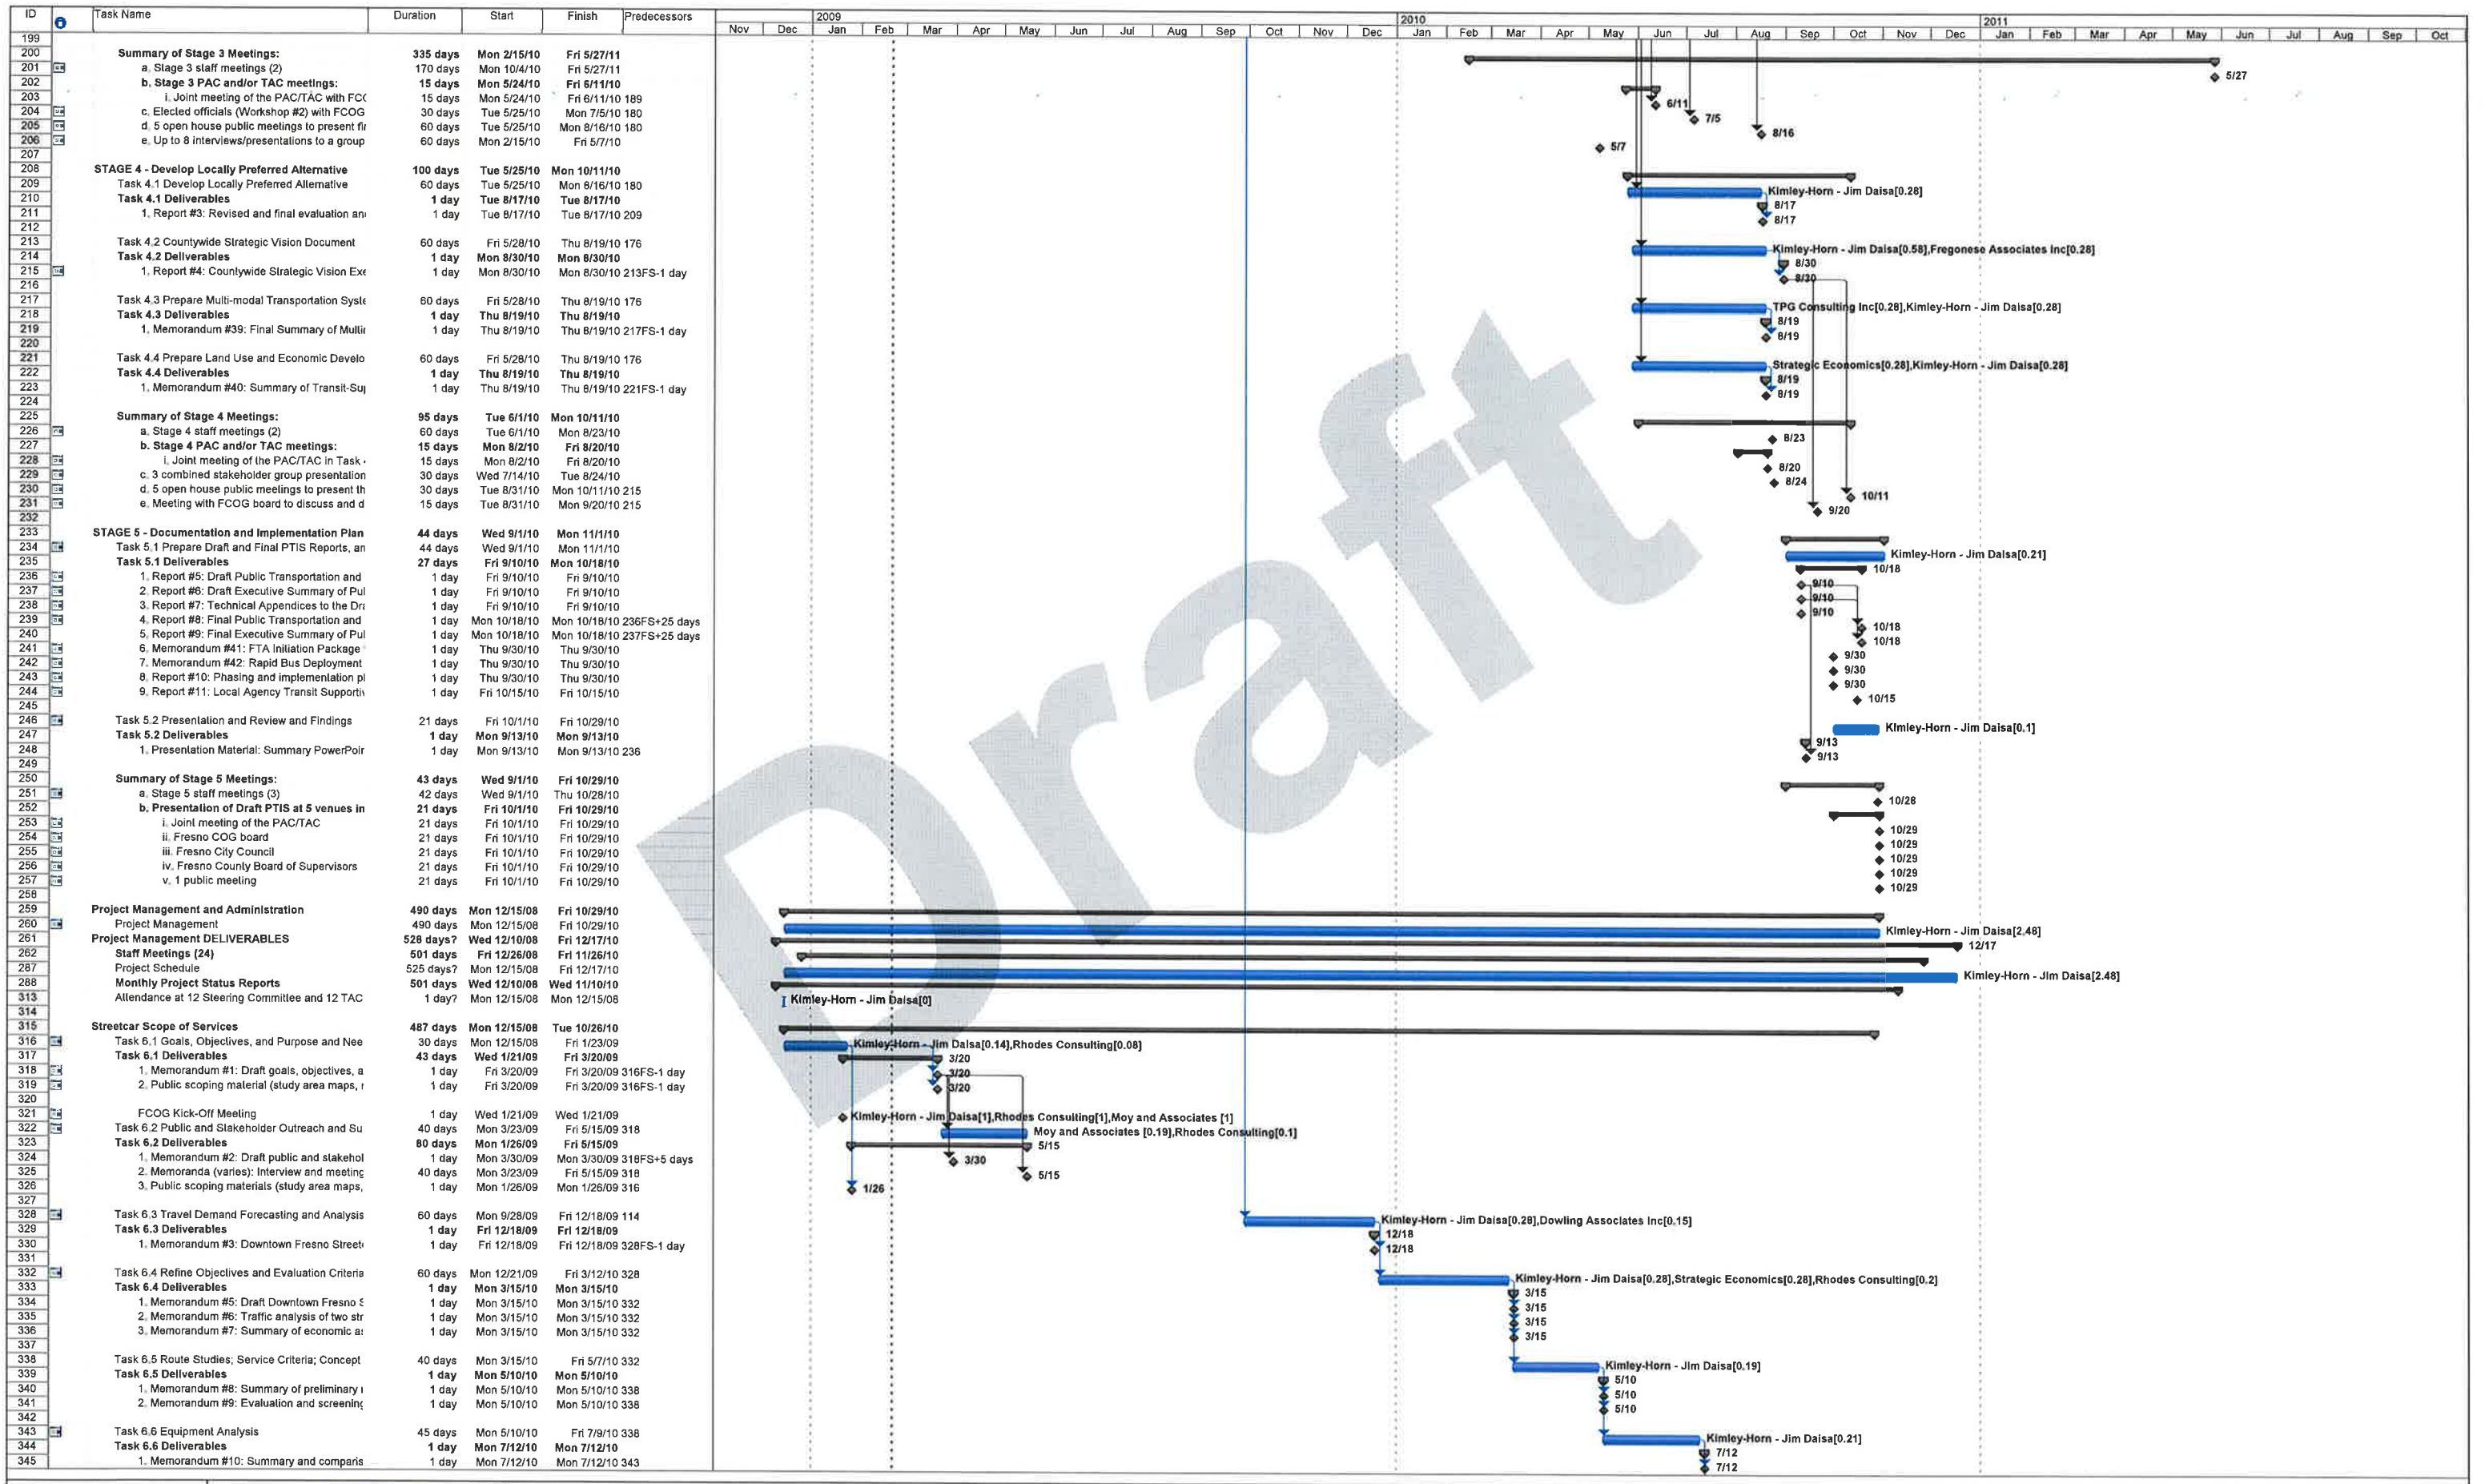 ID Task Name Duration Start Finish Predecessors
2009 2010 2011
Nov Dec Jan Feb Mar Apr May Jun Jul Aug Sep Oct Nov Dec Jan Feb Mar Apr May Jun Jul Aug Sep Oct Nov Dec Jan Feb Mar Apr May Jun Jul Aug Sep Oct
199
200 Summary of Stage 3 Meetings: 335 days Mon 2/15/10 Fri 5/27/11
201 a. Stage 3 staff meetings (2) 170 days Mon 10/4/10 Fri 5/27/11 5/27
202 b. Stage 3 PAC and/or TAC meetings: 15 days Mon 5/24/10 Fri 6/11/10
203 i. Joint meeting of the PAC/TAC with FCO 15 days Mon 5/24/10 Fri 6/11/10 189 6/11
204 c. Elected officials (Workshop #2) with FCOG 30 days Tue 5/25/10 Mon 7/5/10 180 7/5
205 d. 5 open house public meetings to present fi 60 days Tue 5/25/10 Mon 8/16/10 180 8/16
206 e. Up to 8 interviews/presentations to a group 60 days Mon 2/15/10 Fri 5/7/10 5/7
207
208 STAGE 4 - Develop Locally Preferred Alternative 100 days Tue 5/25/10 Mon 10/11/10
209 Task 4.1 Develop Locally Preferred Alternative 60 days Tue 5/25/10 Mon 8/16/10 180 Kimley-Horn - Jim Daisa[0.28]
210 Task 4.1 Deliverables 1 day Tue 8/17/10 Tue 8/17/10 8/17
211 1. Report #3: Revised and final evaluation an 1 day Tue 8/17/10 Tue 8/17/10 209 8/17
212
213 Task 4.2 Countywide Strategic Vision Document 60 days Fri 5/28/10 Thu 8/19/10 176 Kimley-Horn - Jim Daisa[0.58],Fregonese Associates Inc[0.28]
214 Task 4.2 Deliverables 1 day Mon 8/30/10 Mon 8/30/10 8/30
215 1. Report #4: Countywide Strategic Vision Exe 1 day Mon 8/30/10 Mon 8/30/10 213FS-1 day 8/30
216
217 Task 4.3 Prepare Multi-modal Transportation Syste 60 days Fri 5/28/10 Thu 8/19/10 176 TPG Consulting Inc[0.28],Kimley-Horn - Jim Daisa[0.28]
218 Task 4.3 Deliverables 1 day Thu 8/19/10 Thu 8/19/10 8/19
219 1. Memorandum #39: Final Summary of Multi 1 day Thu 8/19/10 Thu 8/19/10 217FS-1 day 8/19
220
221 Task 4.4 Prepare Land Use and Economic Develo 60 days Fri 5/28/10 Thu 8/19/10 176 Strategic Economics[0.28],Kimley-Horn - Jim Daisa[0.28]
222 Task 4.4 Deliverables 1 day Thu 8/19/10 Thu 8/19/10 8/19
223 1. Memorandum #40: Summary of Transit-Su 1 day Thu 8/19/10 Thu 8/19/10 221FS-1 day 8/19
224
225 Summary of Stage 4 Meetings: 95 days Tue 6/1/10 Mon 10/11/10
226 a. Stage 4 staff meetings (2) 60 days Tue 6/1/10 Mon 8/23/10 8/23
227 b. Stage 4 PAC and/or TAC meetings: 15 days Mon 8/2/10 Fri 8/20/10
228 i. Joint meeting of the PAC/TAC in Task 15 days Mon 8/2/10 Fri 8/20/10 8/20
229 c. 3 combined stakeholder group presentation 30 days Wed 7/14/10 Tue 8/24/10 8/24
230 d. 5 open house public meetings to present th 30 days Tue 8/31/10 Mon 10/11/10 215 10/11
231 e. Meeting with FCOG board to discuss and d 15 days Tue 8/31/10 Mon 9/20/10 215 9/20
232
233 STAGE 5 - Documentation and Implementation Plan 44 days Wed 9/1/10 Mon 11/1/10
234 Task 5.1 Prepare Draft and Final PTIS Reports, an 44 days Wed 9/1/10 Mon 11/1/10 Kimley-Horn - Jim Daisa[0.21]
235 Task 5.1 Deliverables 27 days Fri 9/10/10 Mon 10/18/10 10/18
236 1. Report #5: Draft Public Transportation and 1 day Fri 9/10/10 Fri 9/10/10 9/10
237 2. Report #6: Draft Executive Summary of Pul 1 day Fri 9/10/10 Fri 9/10/10 9/10
238 3. Report #7: Technical Appendices to the Dra 1 day Fri 9/10/10 Fri 9/10/10 9/10
239 4. Report #8: Final Public Transportation and 1 day Mon 10/18/10 Mon 10/18/10 236FS+25 days 10/18
240 5. Report #9: Final Executive Summary of Pul 1 day Mon 10/18/10 Mon 10/18/10 237FS+25 days 10/18
241 6. Memorandum #41: FTA Initiation Package 1 day Thu 9/30/10 Thu 9/30/10 9/30
242 7. Memorandum #42: Rapid Bus Deployment 1 day Thu 9/30/10 Thu 9/30/10 9/30
243 8. Report #10: Phasing and implementation pl 1 day Thu 9/30/10 Thu 9/30/10 9/30
244 9. Report #11: Local Agency Transit Supportiv 1 day Fri 10/15/10 Fri 10/15/10 10/15
245
246 Task 5.2 Presentation and Review and Findings 21 days Fri 10/1/10 Fri 10/29/10 Kimley-Horn - Jim Daisa[0.1]
247 Task 5.2 Deliverables 1 day Mon 9/13/10 Mon 9/13/10 9/13
248 1. Presentation Material: Summary PowerPoir 1 day Mon 9/13/10 Mon 9/13/10 236 9/13
249
250 Summary of Stage 5 Meetings: 43 days Wed 9/1/10 Fri 10/29/10
251 a. Stage 5 staff meetings (3) 42 days Wed 9/1/10 Thu 10/28/10 10/28
252 b. Presentation of Draft PTIS at 5 venues in 21 days Fri 10/1/10 Fri 10/29/10
253 i. Joint meeting of the PAC/TAC 21 days Fri 10/1/10 Fri 10/29/10 10/29
254 ii. Fresno COG board 21 days Fri 10/1/10 Fri 10/29/10 10/29
255 iii. Fresno City Council 21 days Fri 10/1/10 Fri 10/29/10 10/29
256 iv. Fresno County Board of Supervisors 21 days Fri 10/1/10 Fri 10/29/10 10/29
257 v. 1 public meeting 21 days Fri 10/1/10 Fri 10/29/10 10/29
258
259 Project Management and Administration 490 days Mon 12/15/08 Fri 10/29/10
260 Project Management 490 days Mon 12/15/08 Fri 10/29/10 Kimley-Horn - Jim Daisa[2.48]
261 Project Management DELIVERABLES 528 days? Wed 12/10/08 Fri 12/17/10 12/17
262 Staff Meetings (24) 501 days Fri 12/26/08 Fri 11/26/10
287 Project Schedule 525 days? Mon 12/15/08 Fri 12/17/10 Kimley-Horn - Jim Daisa[2.48]
288 Monthly Project Status Reports 501 days Wed 12/10/08 Wed 11/10/10
313 Attendance at 12 Steering Committee and 12 TAC 1 day? Mon 12/15/08 Mon 12/15/08 Kimley-Horn - Jim Daisa[0]
314
315 Streetcar Scope of Services 487 days Mon 12/15/08 Tue 10/26/10
316 Task 6.1 Goals, Objectives, and Purpose and Nee 30 days Mon 12/15/08 Fri 1/23/09 Kimley-Horn - Jim Daisa[0.14],Rhodes Consulting[0.08]
317 Task 6.1 Deliverables 43 days Wed 1/21/09 Fri 3/20/09 3/20
318 1. Memorandum #1: Draft goals, objectives, a 1 day Fri 3/20/09 Fri 3/20/09 316FS-1 day 3/20
319 2. Public scoping material (study area maps, r 1 day Fri 3/20/09 Fri 3/20/09 316FS-1 day 3/20
320
321 FCOG Kick-Off Meeting 1 day Wed 1/21/09 Wed 1/21/09 Kimley-Horn - Jim Daisa[1],Rhodes Consulting[1],Moy and Associates [1]
322 Task 6.2 Public and Stakeholder Outreach and Su 40 days Mon 3/23/09 Fri 5/15/09 318 Moy and Associates [0.19],Rhodes Consulting[0.1]
323 Task 6.2 Deliverables 80 days Mon 1/26/09 Fri 5/15/09 5/15
324 1. Memorandum #2: Draft public and stakehol 1 day Mon 3/30/09 Mon 3/30/09 318FS+5 days 3/30
325 2. Memoranda (varies): Interview and meeting 40 days Mon 3/23/09 Fri 5/15/09 318 5/15
326 3. Public scoping materials (study area maps, 1 day Mon 1/26/09 Mon 1/26/09 316 1/26
327
328 Task 6.3 Travel Demand Forecasting and Analysis 60 days Mon 9/28/09 Fri 12/18/09 114 Kimley-Horn - Jim Daisa[0.28],Dowling Associates Inc[0.15]
329 Task 6.3 Deliverables 1 day Fri 12/18/09 Fri 12/18/09 12/18
330 1. Memorandum #3: Downtown Fresno Street 1 day Fri 12/18/09 Fri 12/18/09 328FS-1 day 12/18
331
332 Task 6.4 Refine Objectives and Evaluation Criteria 60 days Mon 12/21/09 Fri 3/12/10 328 Kimley-Horn - Jim Daisa[0.28],Strategic Economics[0.28],Rhodes Consulting[0.2]
333 Task 6.4 Deliverables 1 day Mon 3/15/10 Mon 3/15/10 3/15
334 1. Memorandum #5: Draft Downtown Fresno S 1 day Mon 3/15/10 Mon 3/15/10 332 3/15
335 2. Memorandum #6: Traffic analysis of two str 1 day Mon 3/15/10 Mon 3/15/10 332 3/15
336 3. Memorandum #7: Summary of economic as 1 day Mon 3/15/10 Mon 3/15/10 332 3/15
337
338 Task 6.5 Route Studies; Service Criteria; Concept 40 days Mon 3/15/10 Fri 5/7/10 332 Kimley-Horn - Jim Daisa[0.19]
339 Task 6.5 Deliverables 1 day Mon 5/10/10 Mon 5/10/10 5/10
340 1. Memorandum #8: Summary of preliminary 1 day Mon 5/10/10 Mon 5/10/10 338 5/10
341 2. Memorandum #9: Evaluation and screening 1 day Mon 5/10/10 Mon 5/10/10 338 5/10
342
343 Task 6.6 Equipment Analysis 45 days Mon 5/10/10 Fri 7/9/10 338 Kimley-Horn - Jim Daisa[0.21]
344 Task 6.6 Deliverables 1 day Mon 7/12/10 Mon 7/12/10 7/12
345 1. Memorandum #10: Summary and comparis 1 day Mon 7/12/10 Mon 7/12/10 343 7/12
Draft